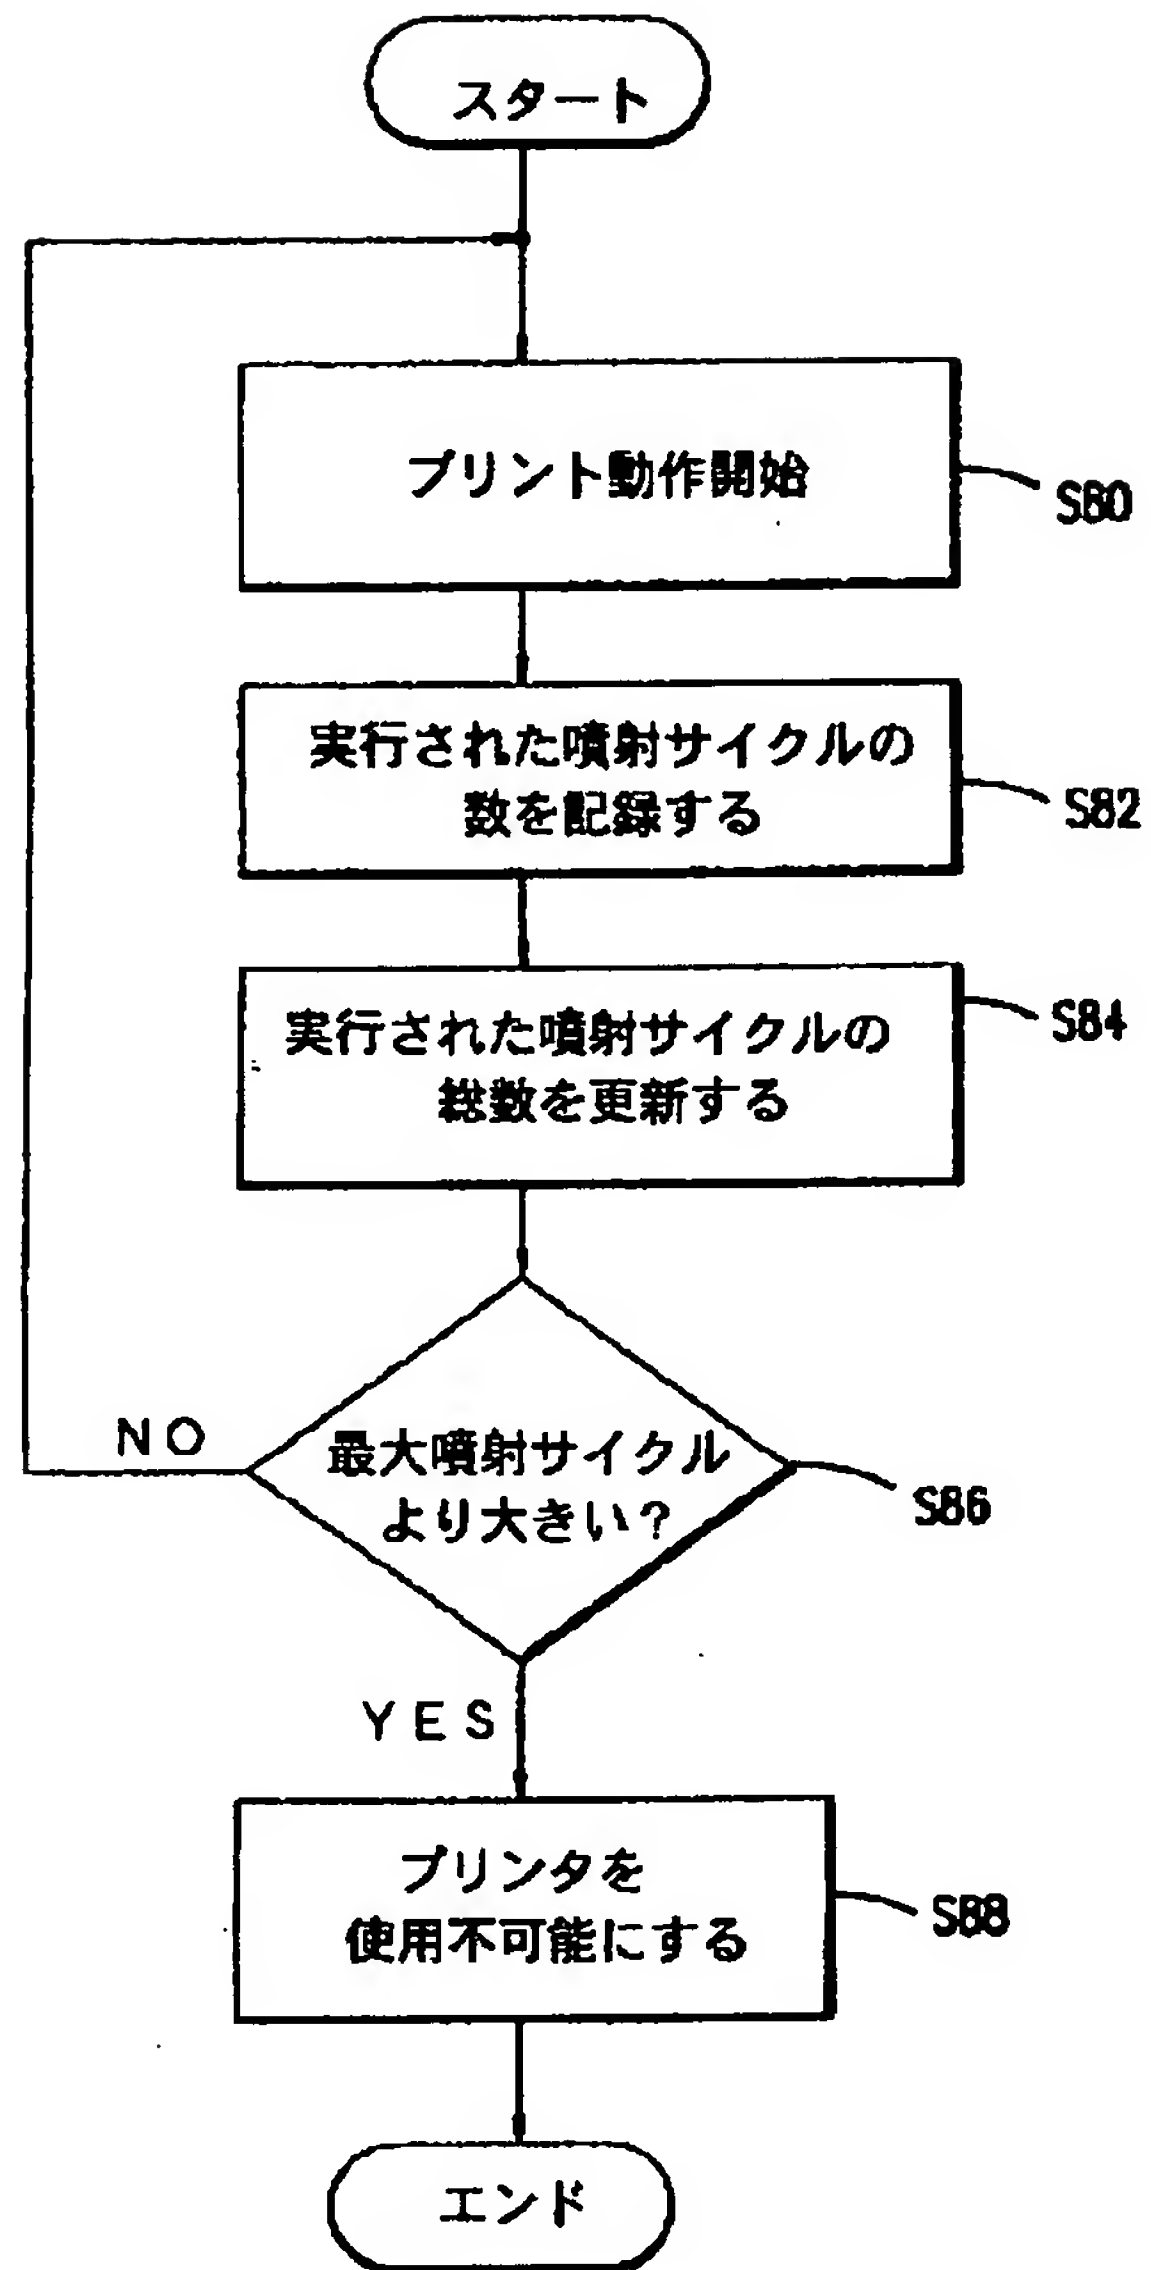 スタート
プリント動作開始
S80
実行された噴射サイクルの
数を記録する
S82
実行された噴射サイクルの
総数を更新する
S84
NO
最大噴射サイクル
より大きい?
S86
YES
プリンタを
使用不可能にする
S88
エンド